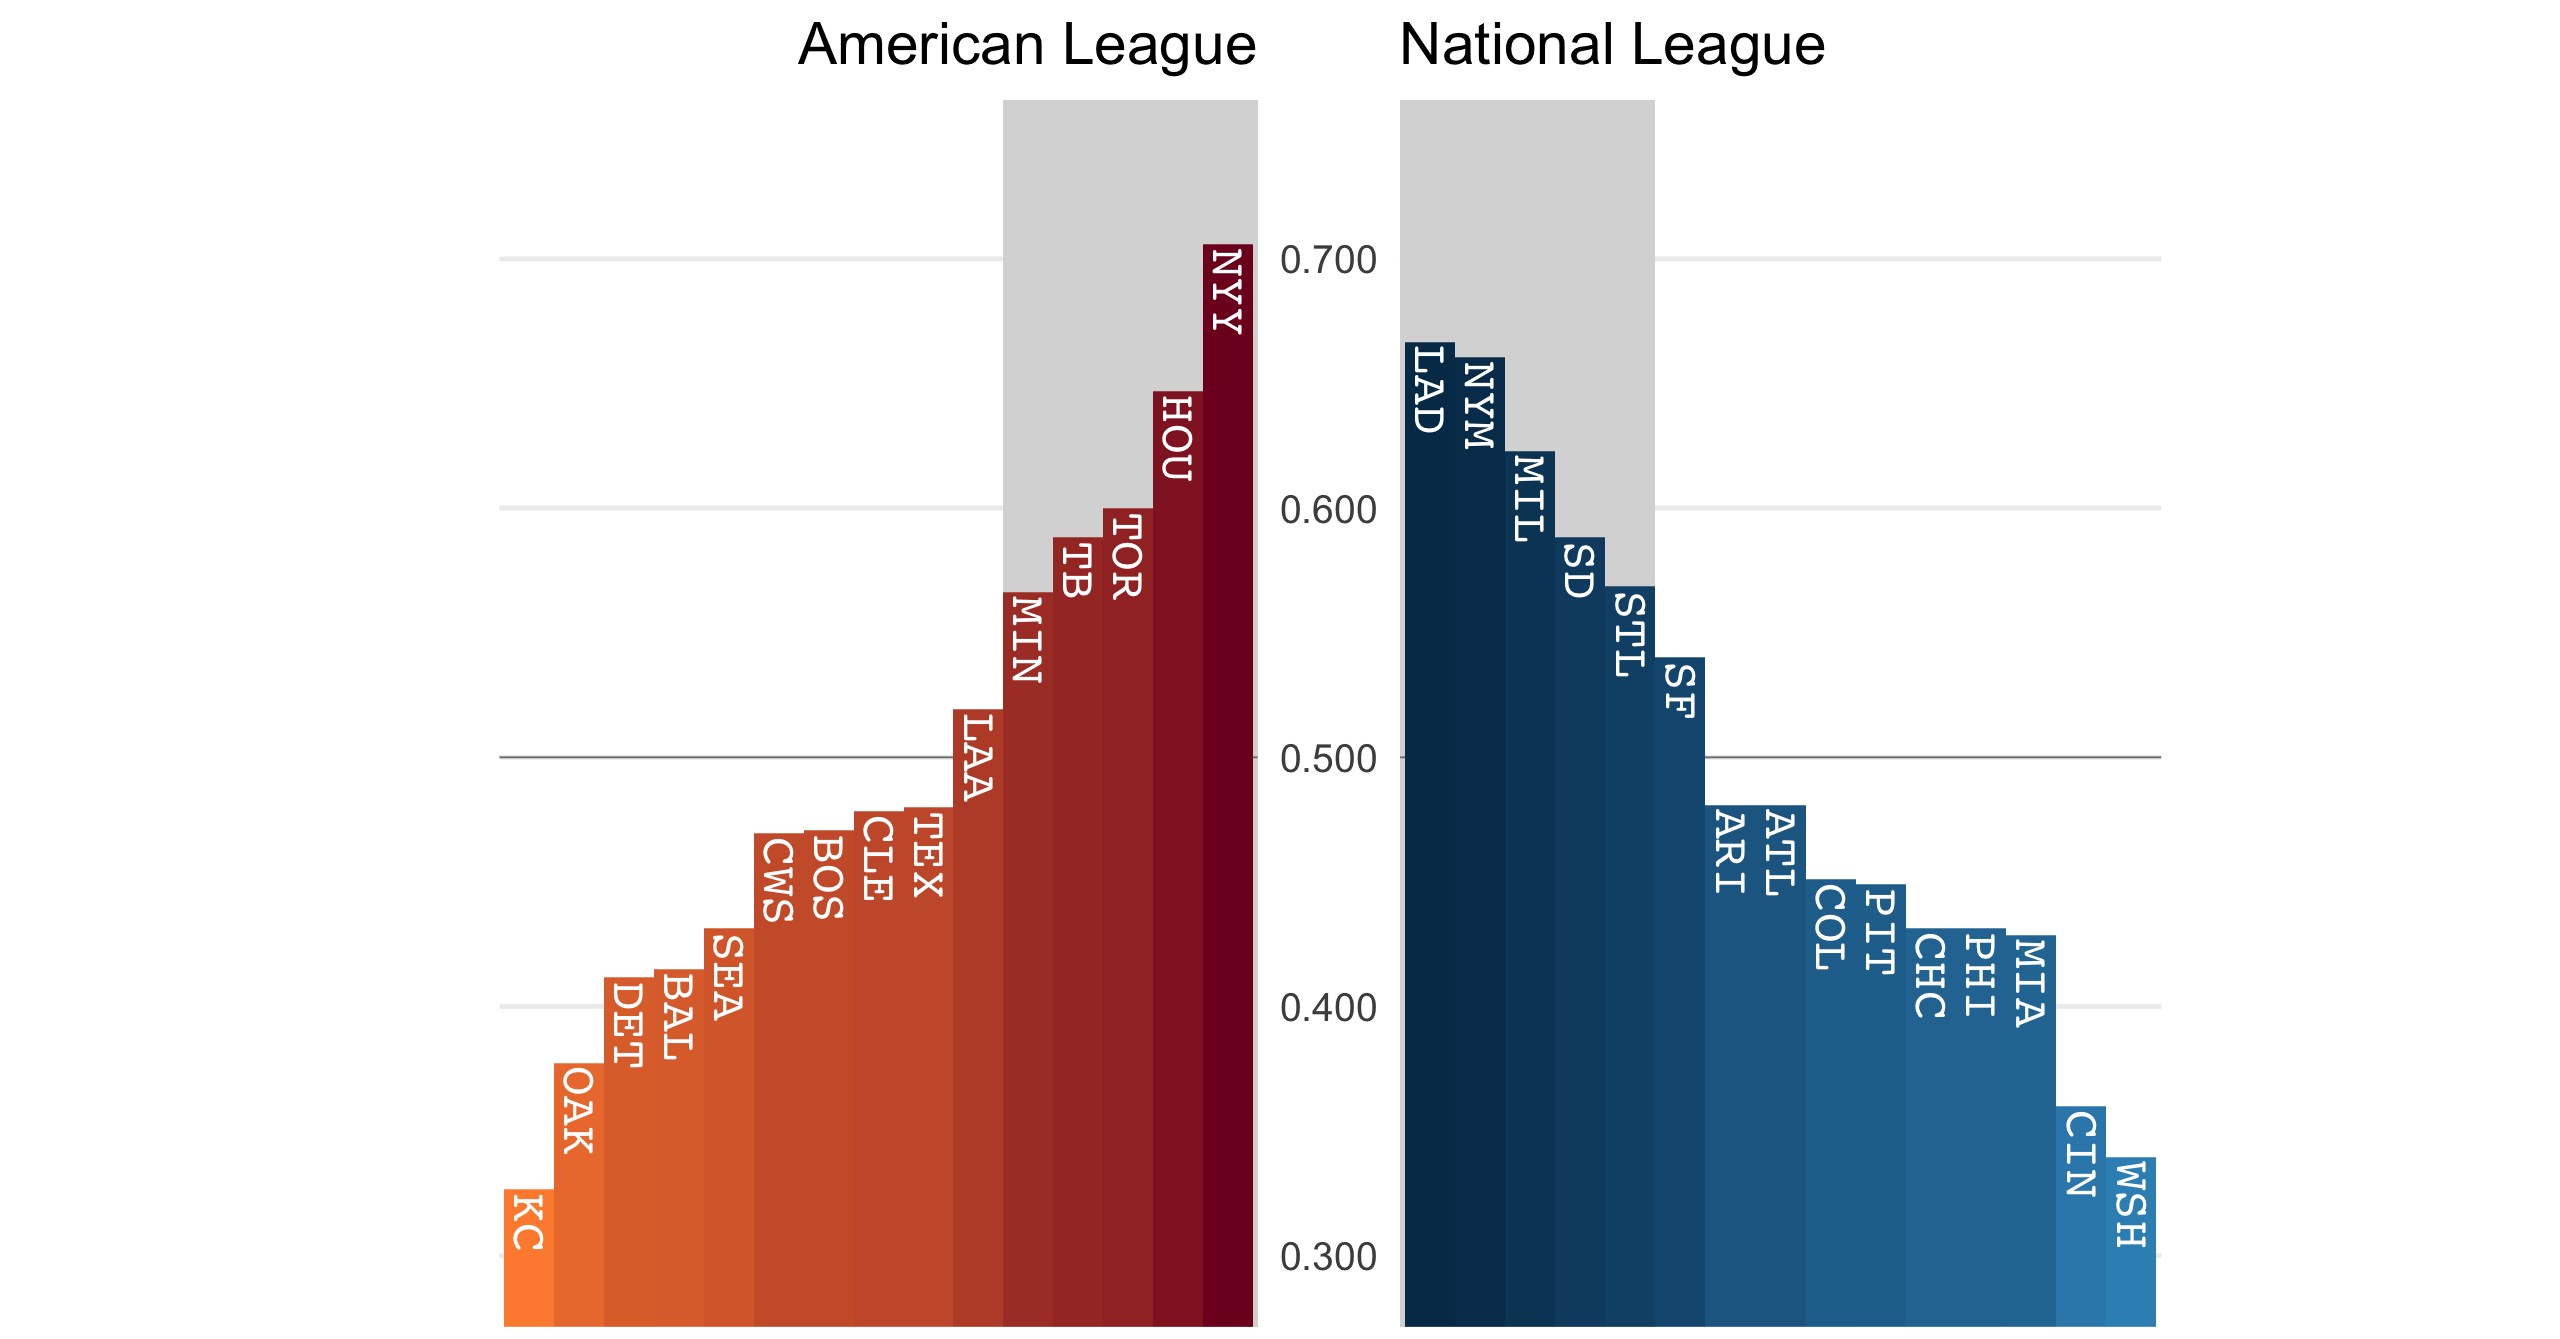 American League
National League
0.700
0.600
0.500
0.400
0.300
KC
OAK
DET
BAL
SEA
CWS
BOS
CLE
TEX
LAA
MIN
TB
TOR
HOU
NYY
LAD
NYM
MIL
SD
STL
SF
ARI
ATL
COL
PIT
CHC
PHI
MIA
CIN
WSH